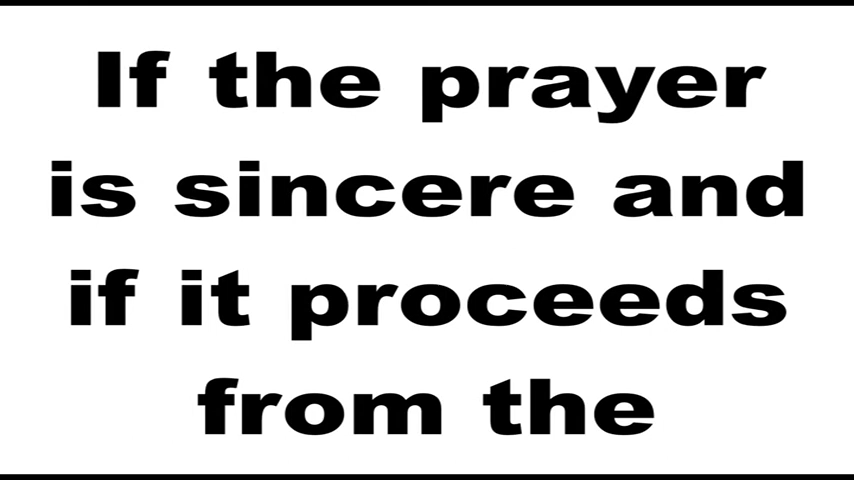 If the prayer
is sincere and
if it proceeds
from the